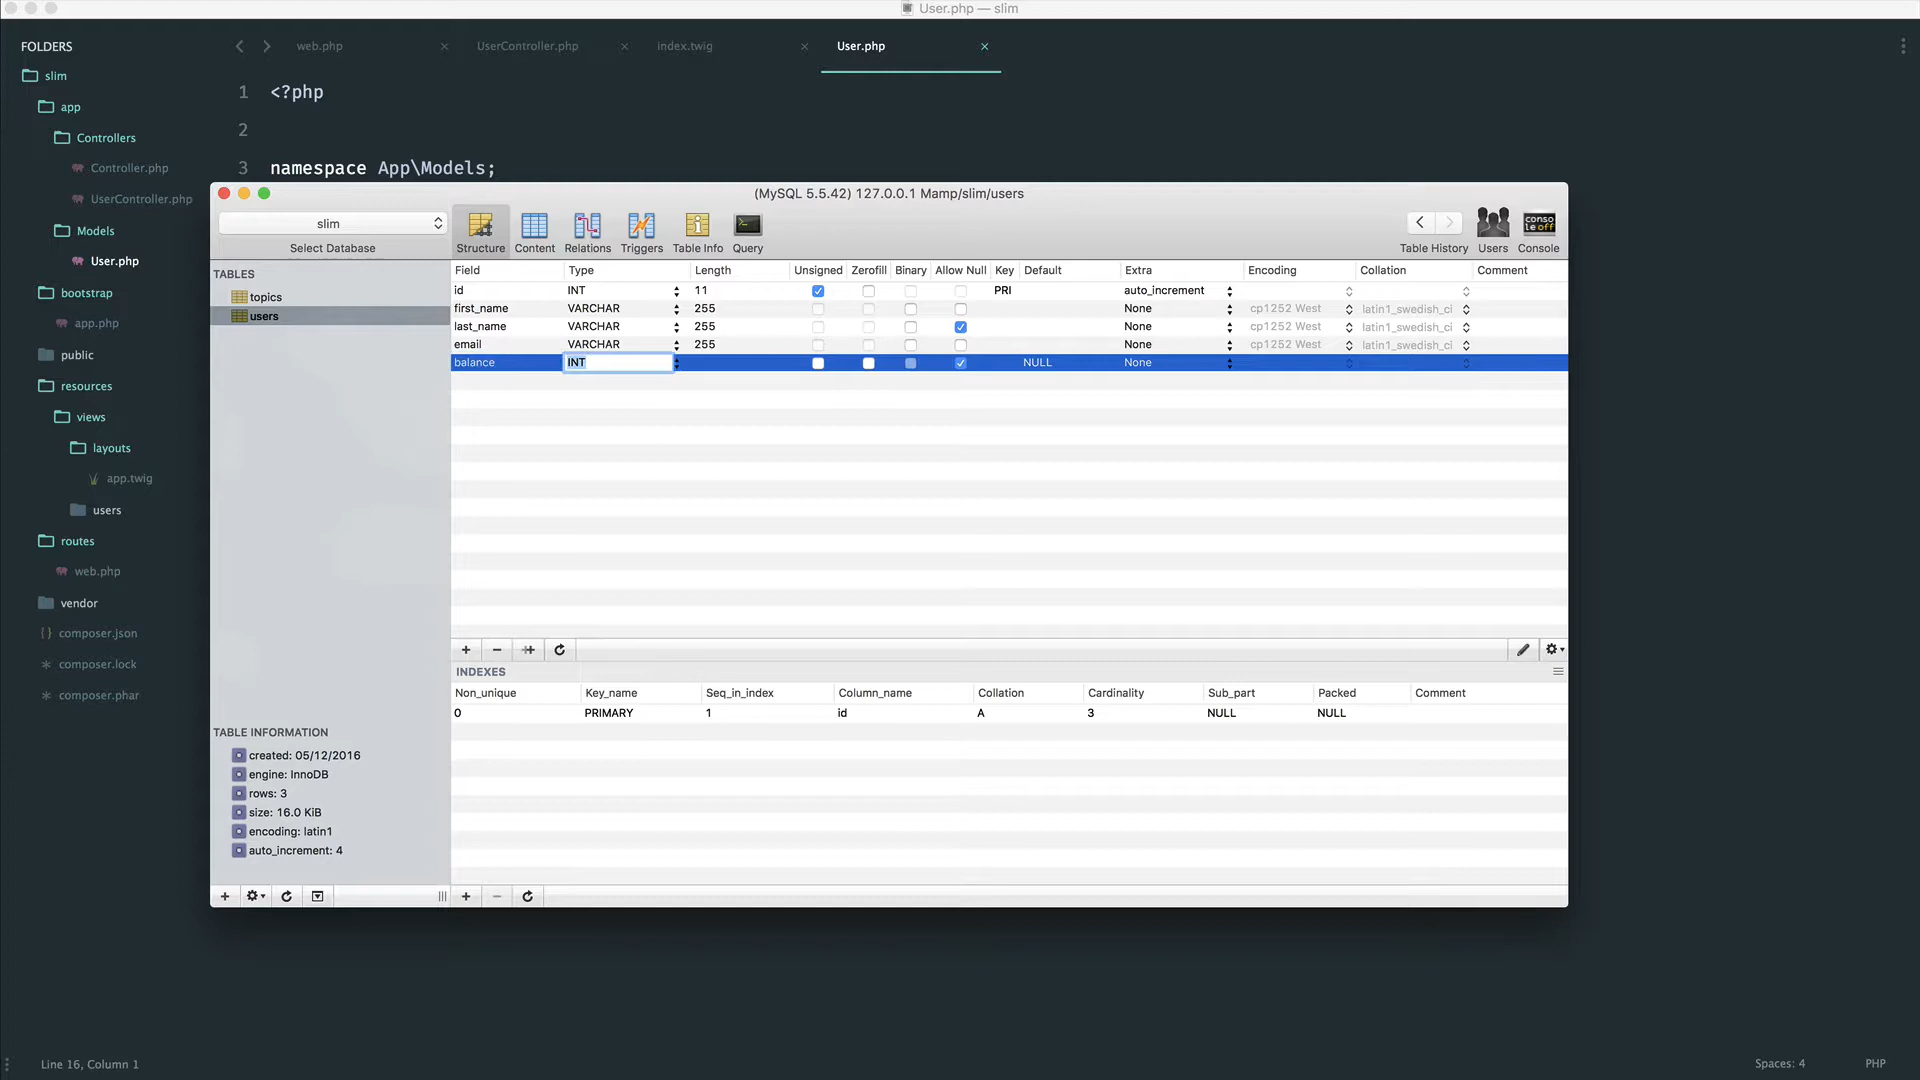 User.php — slim
FOLDERS
slim
app
Controllers
Controller.php
UserController.php
Models
User.php
bootstrap
app.php
public
resources
views
layouts
app.twig
users
routes
web.php
vendor
composer.json
composer.lock
composer.phar
web.php
UserController.php
index.twig
User.php
1 <?php
2
3 namespace App\Models;
(MySQL 5.5.42) 127.0.0.1 Mamp/slim/users
slim
Select Database
Structure
Content
Relations
Triggers
Table Info
Query
Table History
Users
conso
le off
Console
TABLES
topics
users
Field Type Length Unsigned Zerofill Binary Allow Null Key Default Extra Encoding Collation Comment
id INT 11 PRI auto_increment
first_name VARCHAR 255 None cp1252 West latin1_swedish_ci
last_name VARCHAR 255 None cp1252 West latin1_swedish_ci
email VARCHAR 255 None cp1252 West latin1_swedish_ci
balance INT NULL None
INDEXES
Non_unique Key_name Seq_in_index Column_name Collation Cardinality Sub_part Packed Comment
0 PRIMARY 1 id A 3 NULL NULL
TABLE INFORMATION
created: 05/12/2016
engine: InnoDB
rows: 3
size: 16.0 KiB
encoding: latin1
auto_increment: 4
Line 16, Column 1
Spaces: 4
PHP